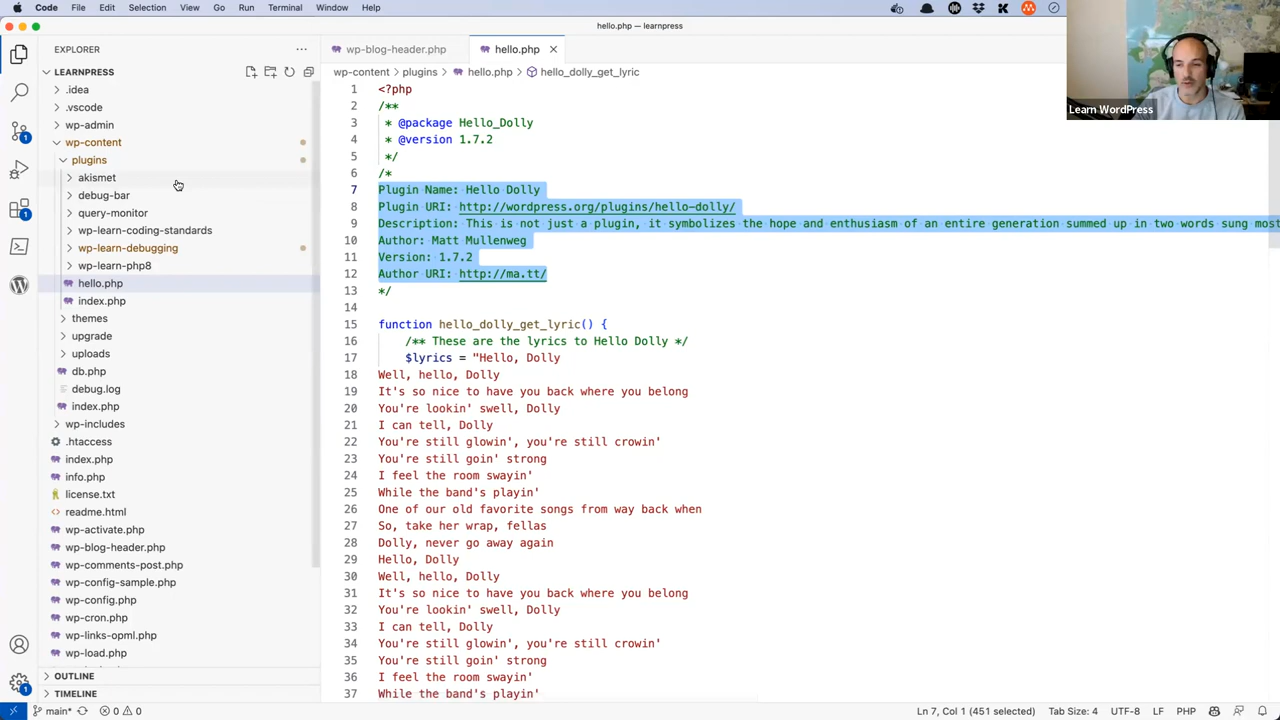 Code File Edit Selection View Go Run Terminal Window Help
hello.php — learnpress
EXPLORER
LEARNPRESS
.idea
.vscode
wp-admin
wp-content
plugins
akismet
debug-bar
query-monitor
wp-learn-coding-standards
wp-learn-debugging
wp-learn-php8
hello.php
index.php
themes
upgrade
uploads
db.php
debug.log
index.php
wp-includes
.htaccess
index.php
info.php
license.txt
readme.html
wp-activate.php
wp-blog-header.php
wp-comments-post.php
wp-config-sample.php
wp-config.php
wp-cron.php
wp-links-opml.php
wp-load.php
OUTLINE
TIMELINE
1
1
1
wp-blog-header.php hello.php
wp-content > plugins > hello.php > hello_dolly_get_lyric
1 <?php
2 /**
3 * @package Hello_Dolly
4 * @version 1.7.2
5 */
6 /*
7 Plugin Name: Hello Dolly
8 Plugin URI: http://wordpress.org/plugins/hello-dolly/
9 Description: This is not just a plugin, it symbolizes the hope and enthusiasm of an entire generation summed up in two words sung most
10 Author: Matt Mullenweg
11 Version: 1.7.2
12 Author URI: http://ma.tt/
13 */
14
15 function hello_dolly_get_lyric() {
16 /** These are the lyrics to Hello Dolly */
17 $lyrics = "Hello, Dolly
18 Well, hello, Dolly
19 It's so nice to have you back where you belong
20 You're lookin' swell, Dolly
21 I can tell, Dolly
22 You're still glowin', you're still crowin'
23 You're still goin' strong
24 I feel the room swayin'
25 While the band's playin'
26 One of our old favorite songs from way back when
27 So, take her wrap, fellas
28 Dolly, never go away again
29 Hello, Dolly
30 Well, hello, Dolly
31 It's so nice to have you back where you belong
32 You're lookin' swell, Dolly
33 I can tell, Dolly
34 You're still glowin', you're still crowin'
35 You're still goin' strong
36 I feel the room swayin'
37 While the band's playin'
Learn WordPress
main* 0 0 Ln 7, Col 1 (451 selected) Tab Size: 4 UTF-8 LF PHP